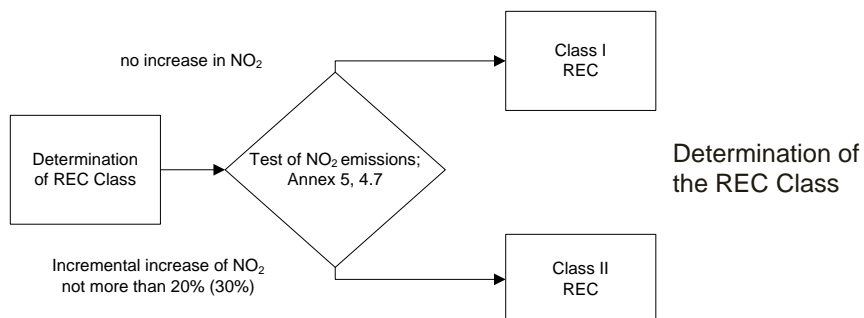 no increase in NO₂
Class I
REC
Determination
of REC Class
Test of NO₂ emissions;
Annex 5, 4.7
Determination of
the REC Class
Incremental increase of NO₂
not more than 20% (30%)
Class II
REC